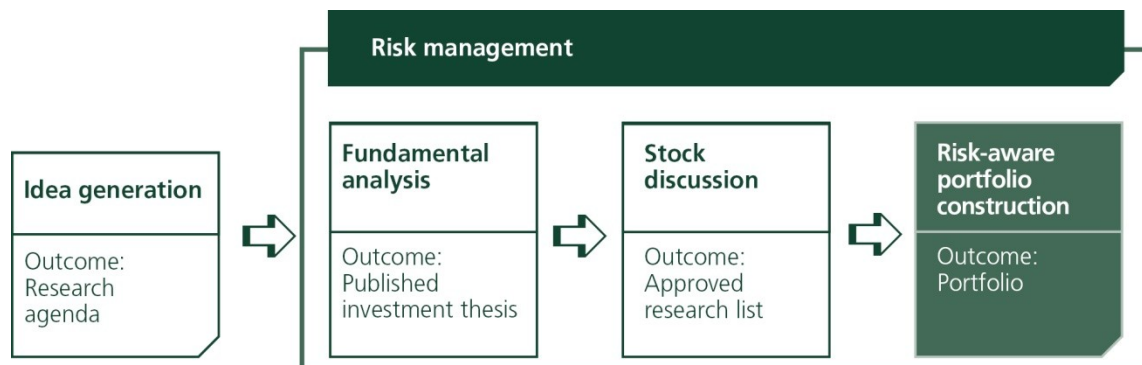 Risk management
Idea generation
Outcome:
Research
agenda
Fundamental
analysis
Outcome:
Published
investment thesis
Stock
discussion
Outcome:
Approved
research list
Risk-aware
portfolio
construction
Outcome:
Portfolio